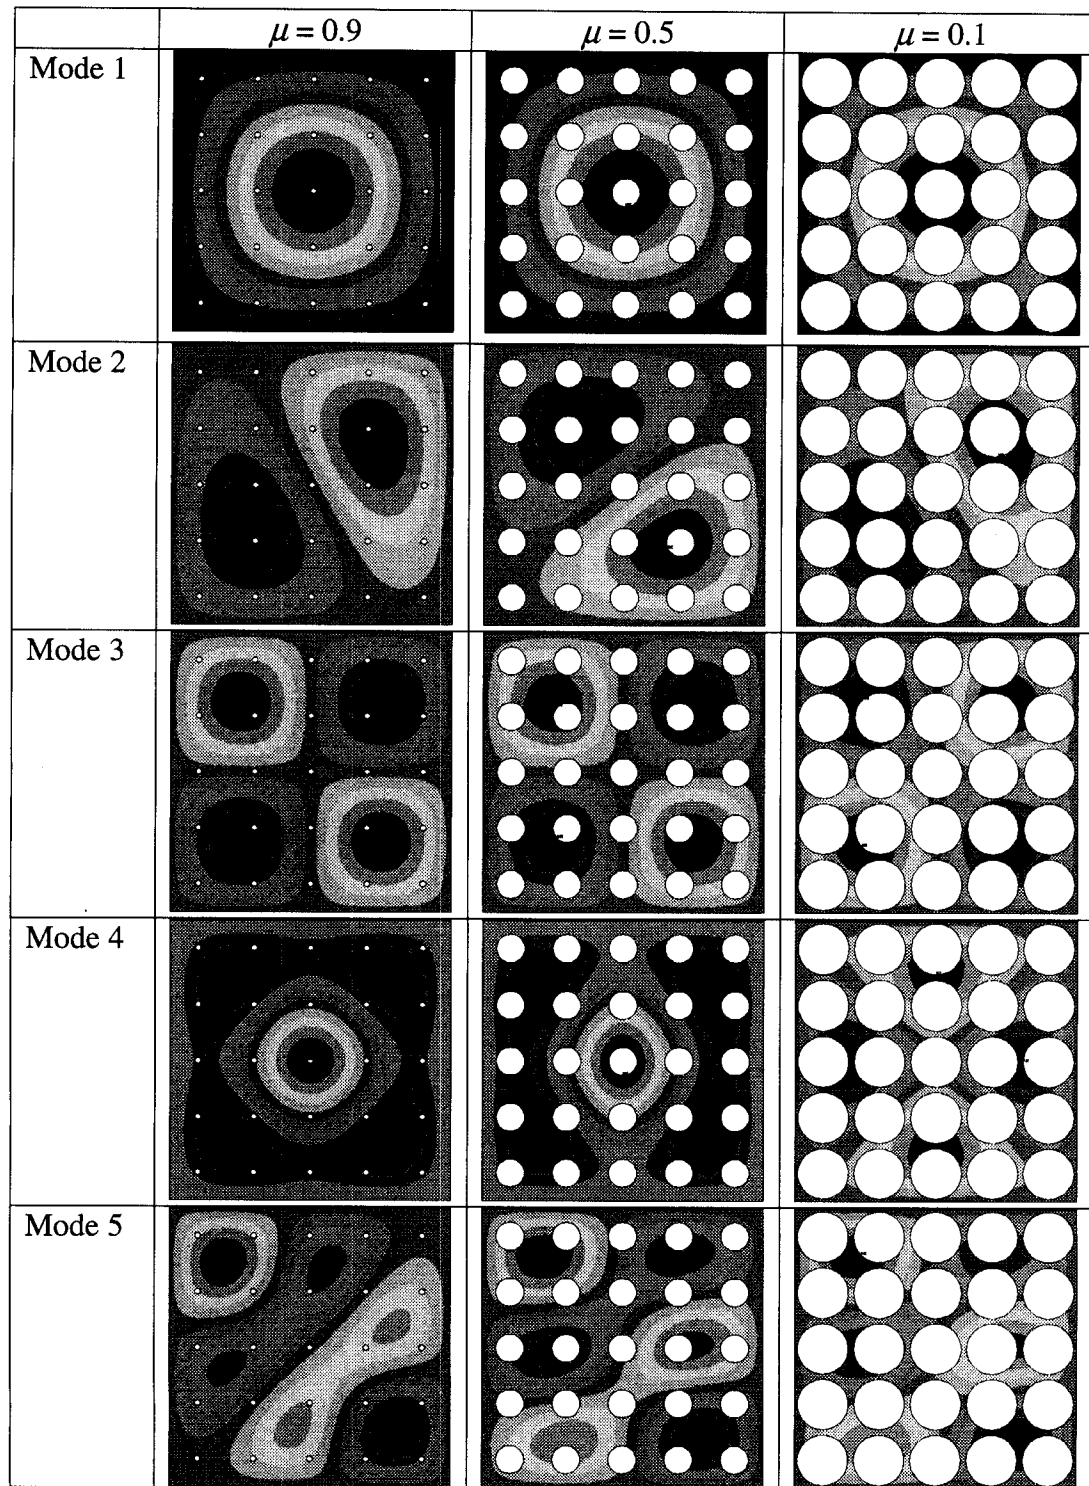 μ = 0.9
μ = 0.5
μ = 0.1
Mode 1
Mode 2
Mode 3
Mode 4
Mode 5